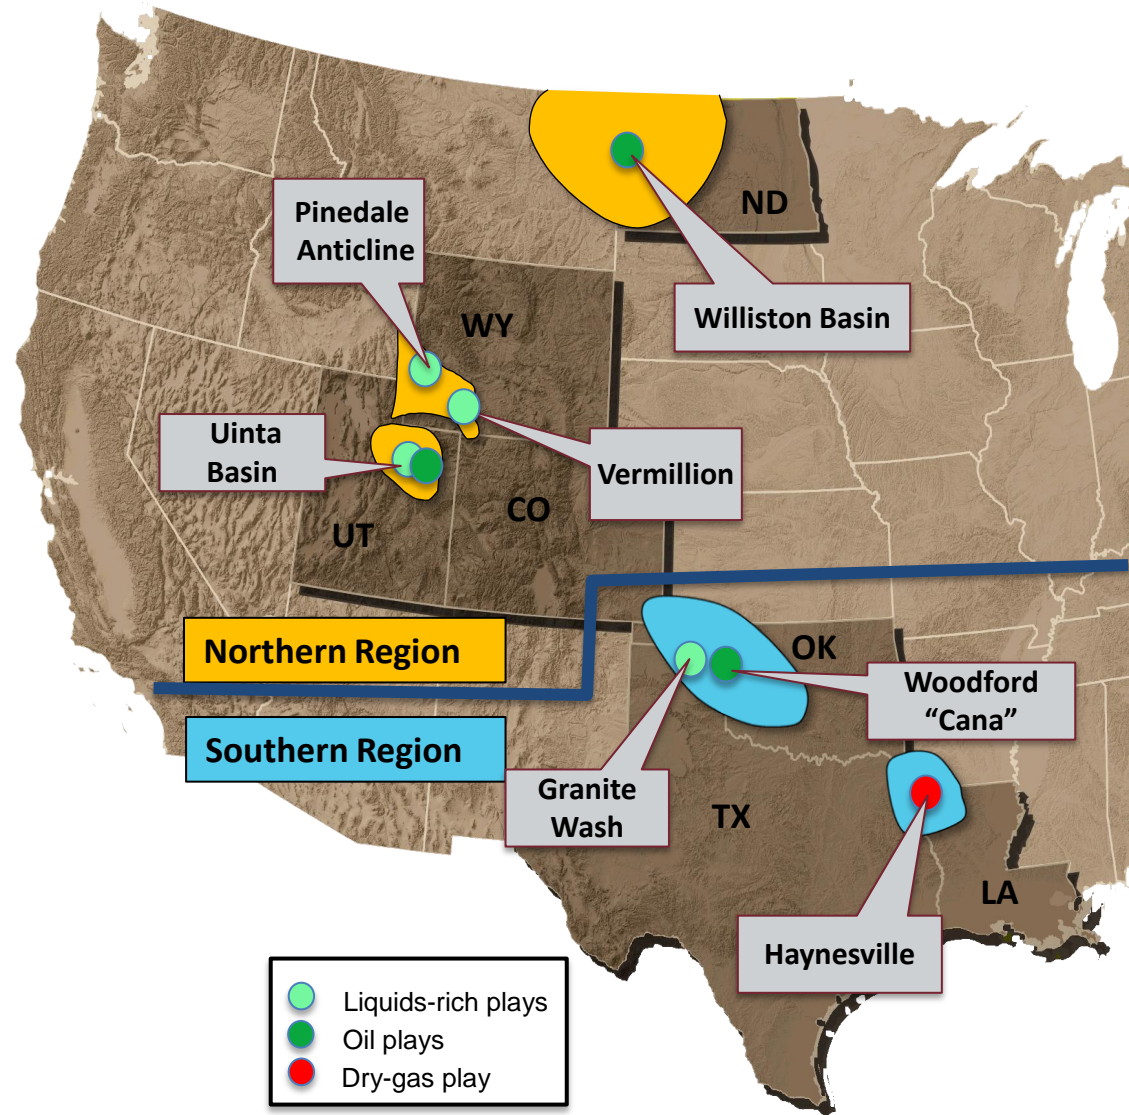 ND
Pinedale
Anticline
Williston Basin
WY
Uinta
Basin
Vermillion
CO
UT
Northern Region
OK
Woodford
“Cana”
Southern Region
Granite
Wash
TX
LA
Haynesville
Liquids-rich plays
Oil plays
Dry-gas play